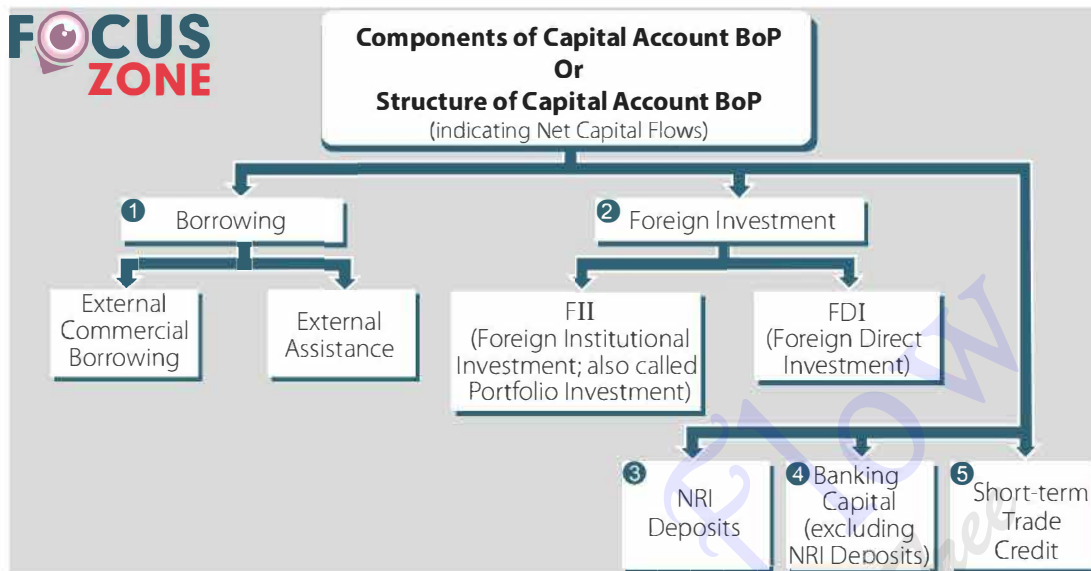 FOCUS
ZONE
Components of Capital Account BoP
Or
Structure of Capital Account BoP
(indicating Net Capital Flows)
1 Borrowing
2 Foreign Investment
External
Commercial
Borrowing
External
Assistance
FII
(Foreign Institutional
Investment; also called
Portfolio Investment)
FDI
(Foreign Direct
Investment)
3 NRI
Deposits
4 Banking
Capital
(excluding
NRI Deposits)
5 Short-term
Trade
Credit
Flow